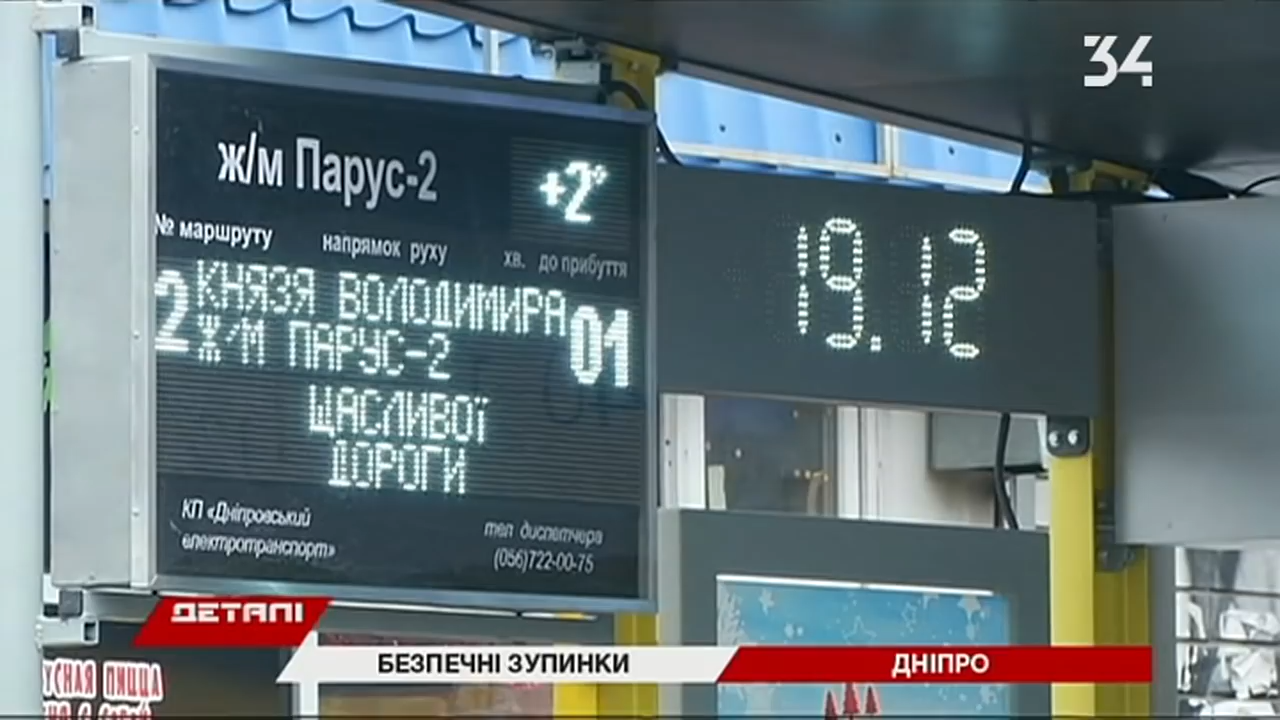 34
ж/м Парус-2
+2°
№ маршруту напрямок руху хв. до прибуття
2 КНЯЗЯ ВОЛОДИМИРА 01
Ж/М ПАРУС-2
ЩАСЛИВОЇ
ДОРОГИ
КП «Дніпровський
електротранспорт»
тел диспетчера
(056)722-00-75
19.12
ДЕТАЛІ
БЕЗПЕЧНІ ЗУПИНКИ
ДНІПРО
ПИЦЦА